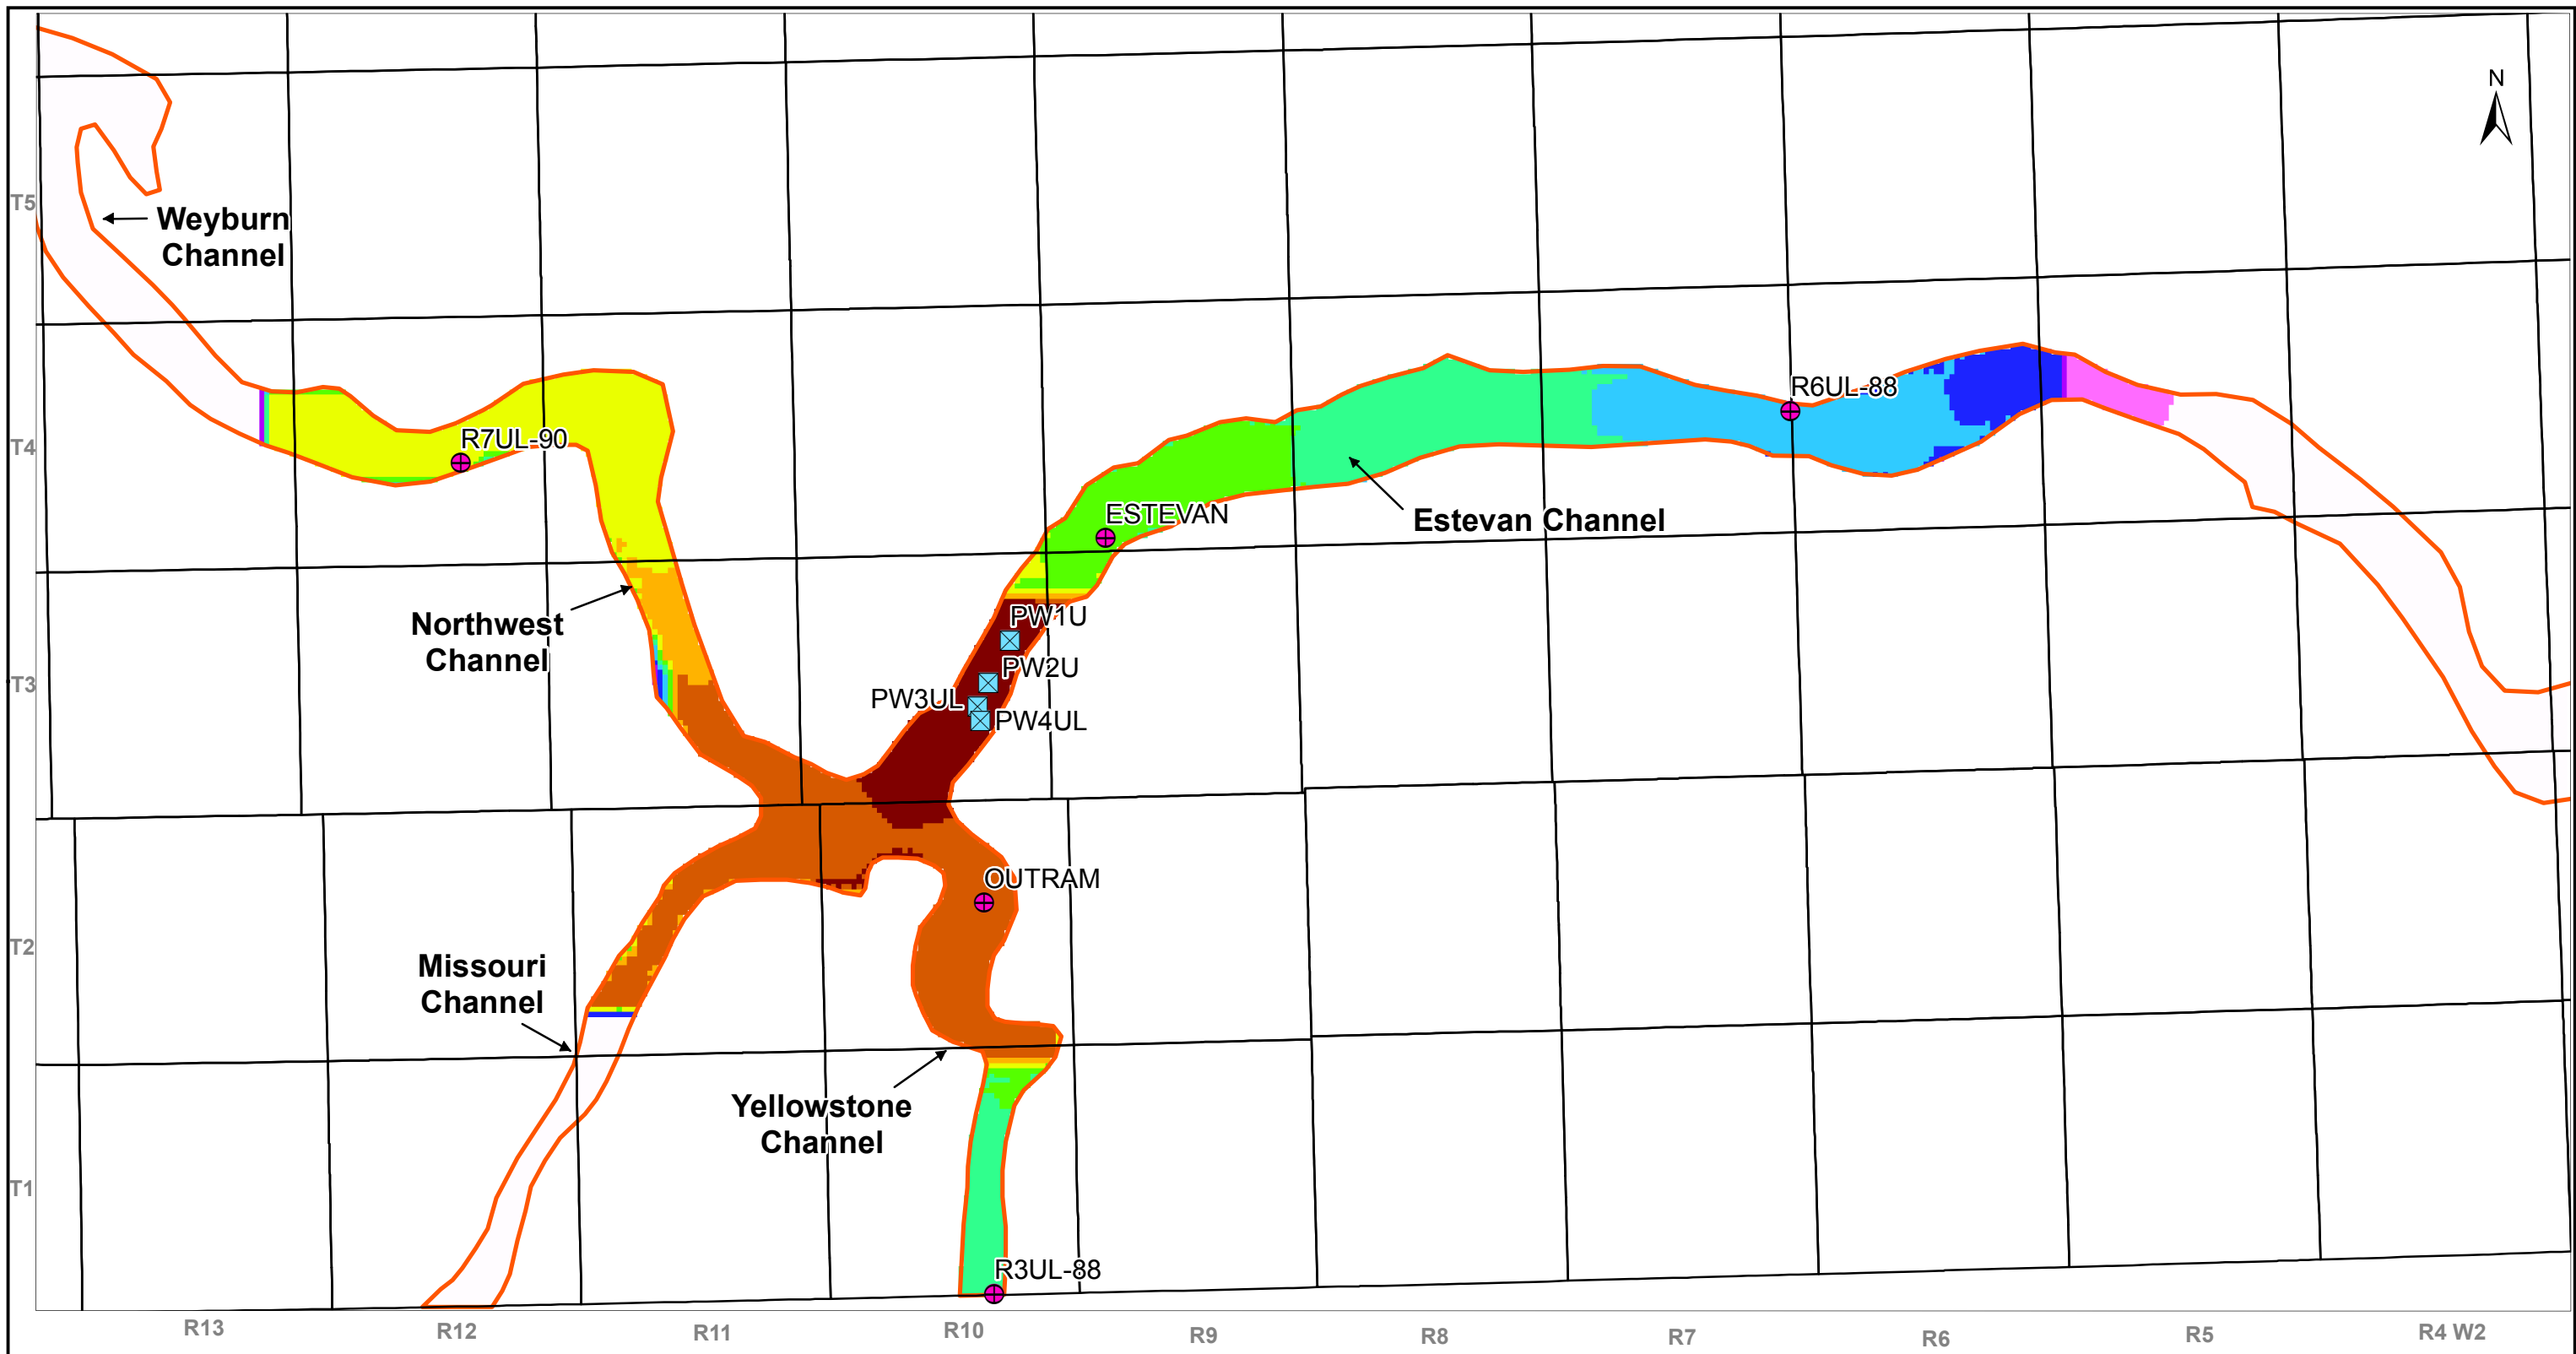 N
T5
Weyburn
Channel
R6UL-88
T4
R7UL-90
ESTEVAN
Estevan Channel
Northwest
Channel
PW1U
PW2U
T3
PW3UL
PW4UL
OUTRAM
T2
Missouri
Channel
Yellowstone
Channel
T1
R3UL-88
R13 R12 R11 R10 R9 R8 R7 R6 R5 R4 W2